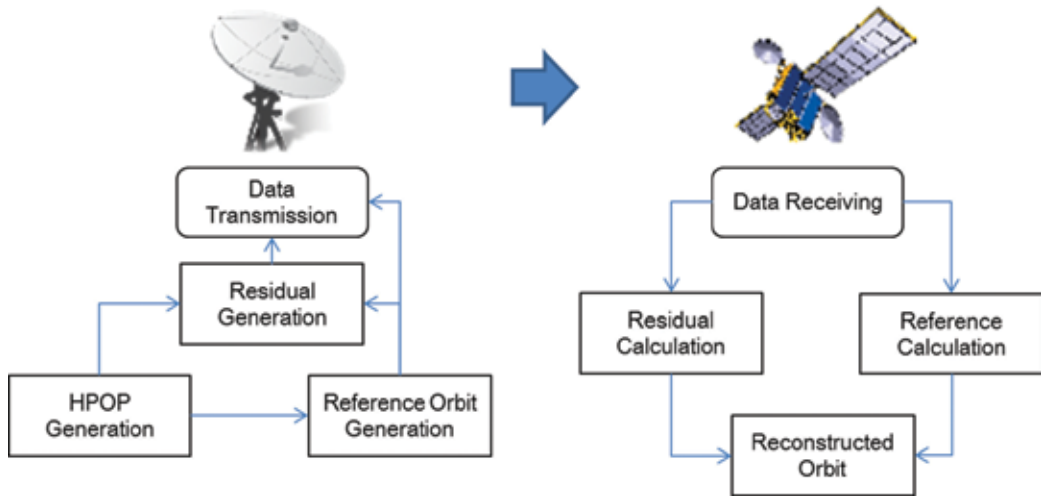 Data
Transmission
Residual
Generation
HPOP
Generation
Reference Orbit
Generation
Data Receiving
Residual
Calculation
Reference
Calculation
Reconstructed
Orbit